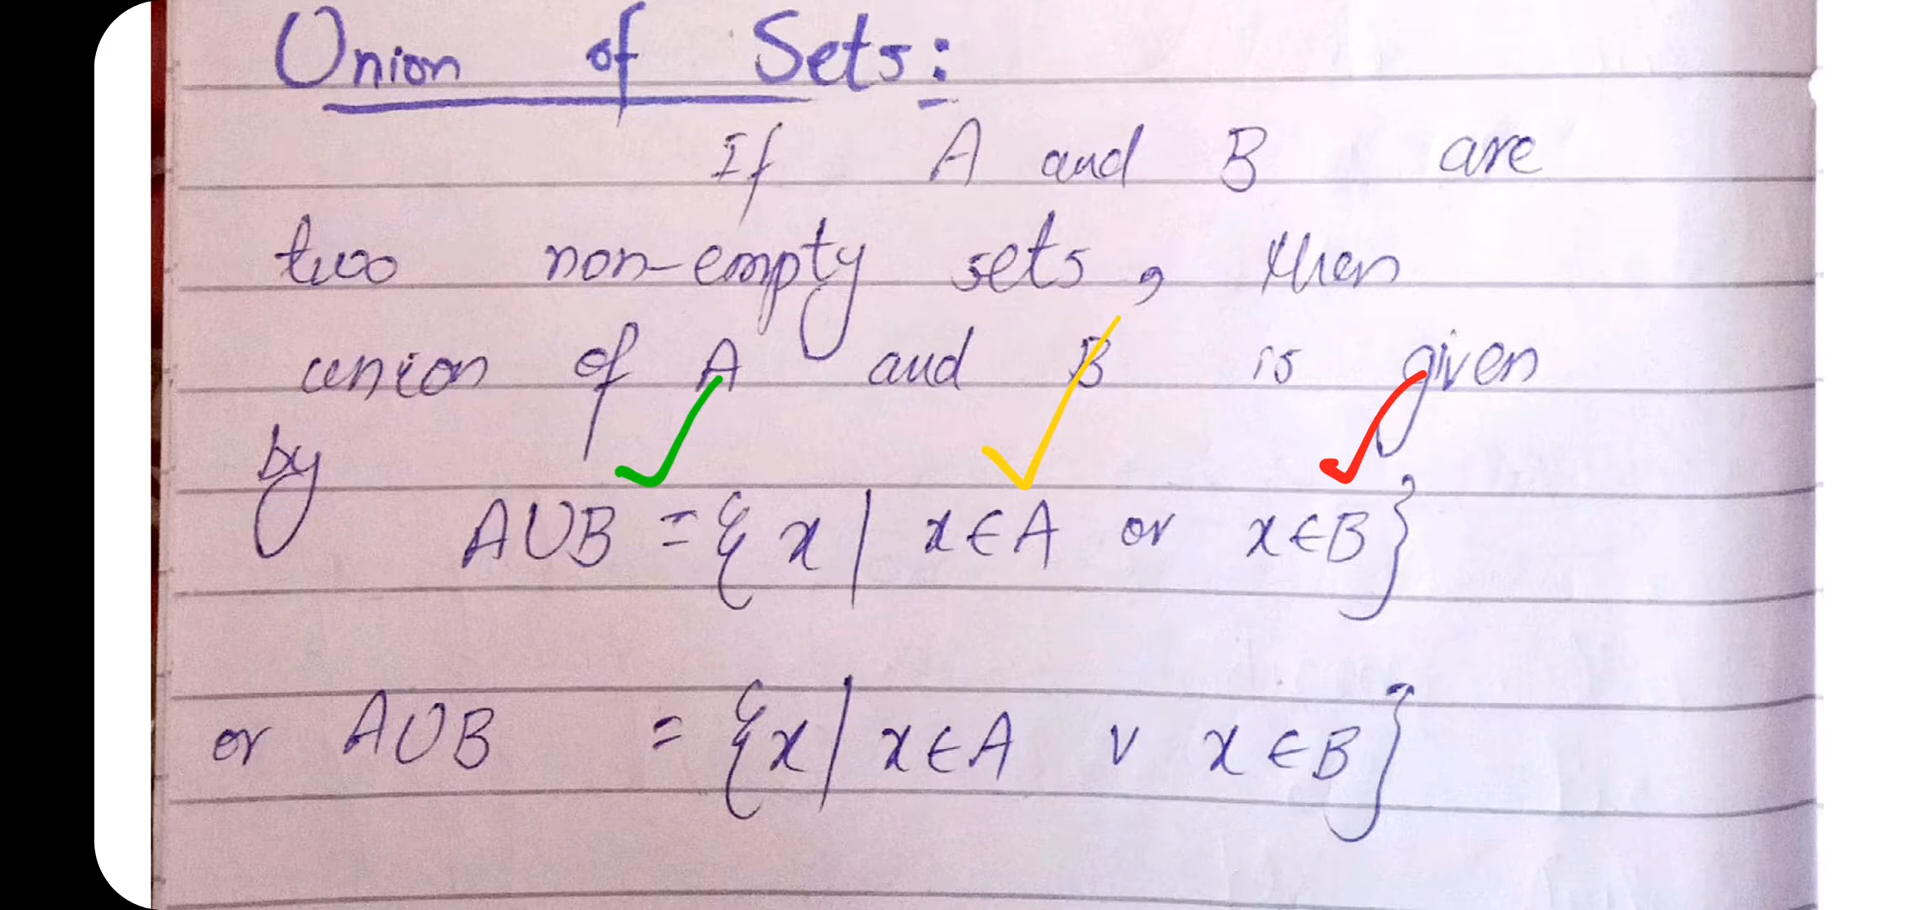 Union of Sets:
If A and B are
two non-empty sets, then
union of A and B is given
by
A∪B = {x | x∈A or x∈B}
or A∪B = {x | x∈A ∨ x∈B}